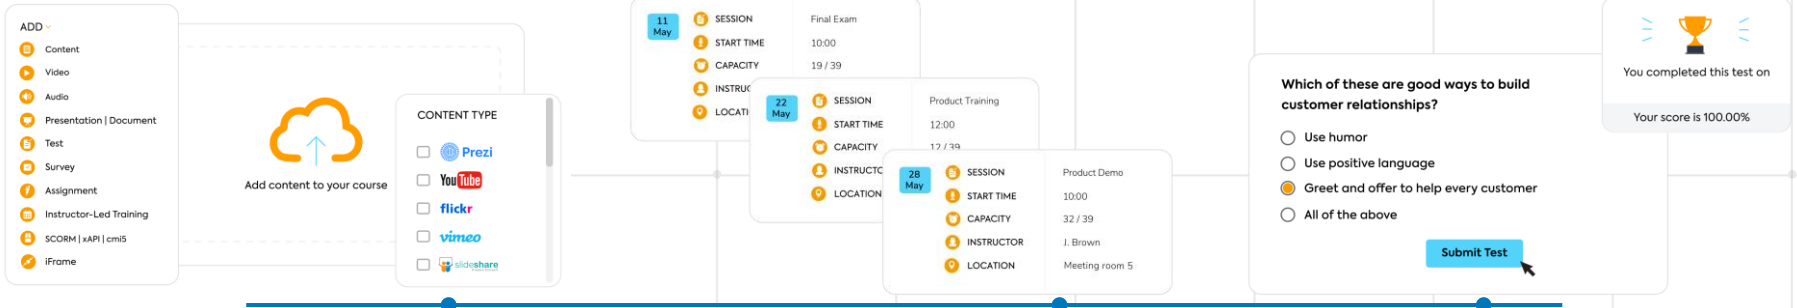 ADD
Content
Video
Audio
Presentation | Document
Test
Survey
Assignment
Instructor-Led Training
SCORM | xAPI | cmi5
iFrame
Add content to your course
CONTENT TYPE
Prezi
YouTube
flickr
vimeo
slideshare
11
May
SESSION Final Exam
START TIME 10:00
CAPACITY 19 / 39
INSTRUC
LOCATI
22
May
SESSION Product Training
START TIME 12:00
CAPACITY 12 / 39
INSTRUCTC
LOCATION
28
May
SESSION Product Demo
START TIME 10:00
CAPACITY 32 / 39
INSTRUCTOR J. Brown
LOCATION Meeting room 5
Which of these are good ways to build
customer relationships?
Use humor
Use positive language
Greet and offer to help every customer
All of the above
Submit Test
You completed this test on
Your score is 100.00%